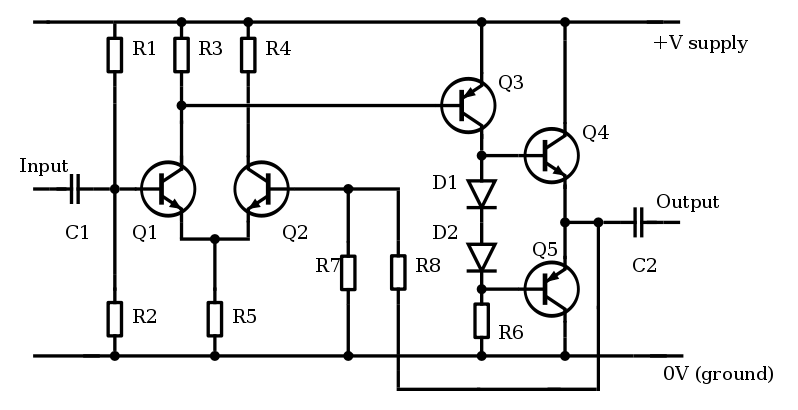 R1
R3
R4
+V supply
Q3
Q4
Input
D1
Output
C1
Q1
Q2
D2
Q5
R7
R8
C2
R2
R5
R6
0V (ground)